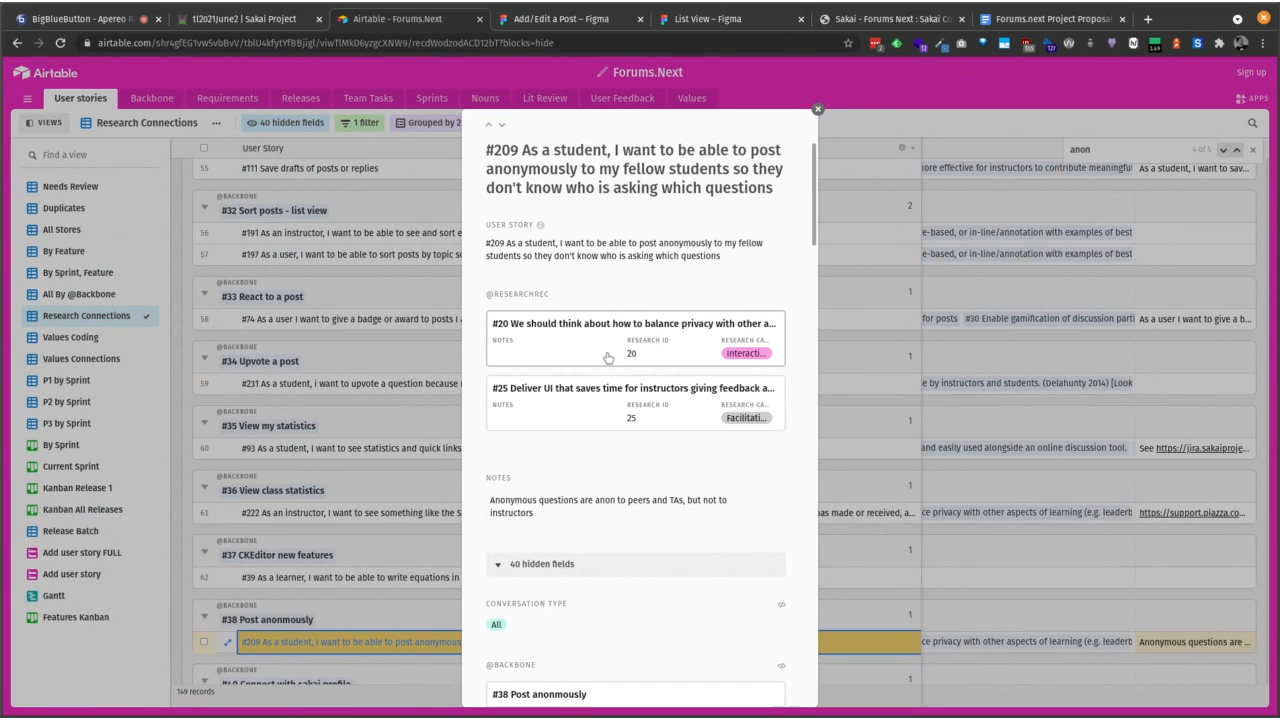 BigBlueButton - Apereo R
tl2021june2 : Sakai Project
Airtable - Forums.Next
Add/Edit a Post – Figma
List View – Figma
Sakai - Forums Next : Sakai Co
Forums.next Project Proposa
airtable.com/shr4gfEG1vw5vbBvV/tblU4kfytYfBBjigl/viwTlMkD6yzgcXNW9/recdWodzodACD12bT?blocks=hide
Airtable
Forums.Next
Sign up
User stories
Backbone
Requirements
Releases
Team Tasks
Sprints
Nouns
Lit Review
User Feedback
Values
APPS
VIEWS
Research Connections
40 hidden fields
1 filter
Grouped by 2
Find a view
Needs Review
Duplicates
All Stores
By Feature
By Sprint, Feature
All By @Backbone
Research Connections
Values Coding
Values Connections
P1 by Sprint
P2 by Sprint
P3 by Sprint
By Sprint
Current Sprint
Kanban Release 1
Kanban All Releases
Release Batch
Add user story FULL
Add user story
Gantt
Features Kanban
User Story
anon
4 of 5
55 #111 Save drafts of posts or replies
ore effective for instructors to contribute meaningful
As a student, I want to sav...
@BACKBONE
#32 Sort posts - list view
2
56 #191 As an instructor, I want to be able to see and sort e
e-based, or in-line/annotation with examples of best
57 #197 As a user, I want to be able to sort posts by topic so
e-based, or in-line/annotation with examples of best
@BACKBONE
#33 React to a post
1
58 #74 As a user I want to give a badge or award to posts I
for posts #30 Enable gamification of discussion parti
As a user I want to give a b...
@BACKBONE
#34 Upvote a post
1
59 #231 As a student, i want to upvote a question because
e by instructors and students. (Delahunty 2014) [Look
@BACKBONE
#35 View my statistics
1
60 #93 As a student, I want to see statistics and quick links
and easily used alongside an online discussion tool.
See https://jira.sakaiproje...
@BACKBONE
#36 View class statistics
1
61 #222 As an instructor, I want to see something like the S
has made or received, a
ce privacy with other aspects of learning (e.g. leaderb
https://support.piazza.co...
@BACKBONE
#37 CKEditor new features
1
62 #39 As a learner, I want to be able to write equations in
@BACKBONE
#38 Post anonmously
1
#209 As a student, I want to be able to post anonymous
ce privacy with other aspects of learning (e.g. leaderb
Anonymous questions are ...
@BACKBONE
#40 Connect with sakai profile
1
149 records
#209 As a student, I want to be able to post
anonymously to my fellow students so they
don't know who is asking which questions
USER STORY
#209 As a student, I want to be able to post anonymously to my fellow
students so they don't know who is asking which questions
@RESEARCHREC
#20 We should think about how to balance privacy with other a...
NOTES
RESEARCH ID
RESEARCH CA...
20
Interacti...
#25 Deliver UI that saves time for instructors giving feedback a...
NOTES
RESEARCH ID
RESEARCH CA...
25
Facilitati...
NOTES
Anonymous questions are anon to peers and TAs, but not to
instructors
40 hidden fields
CONVERSATION TYPE
All
@BACKBONE
#38 Post anonmously